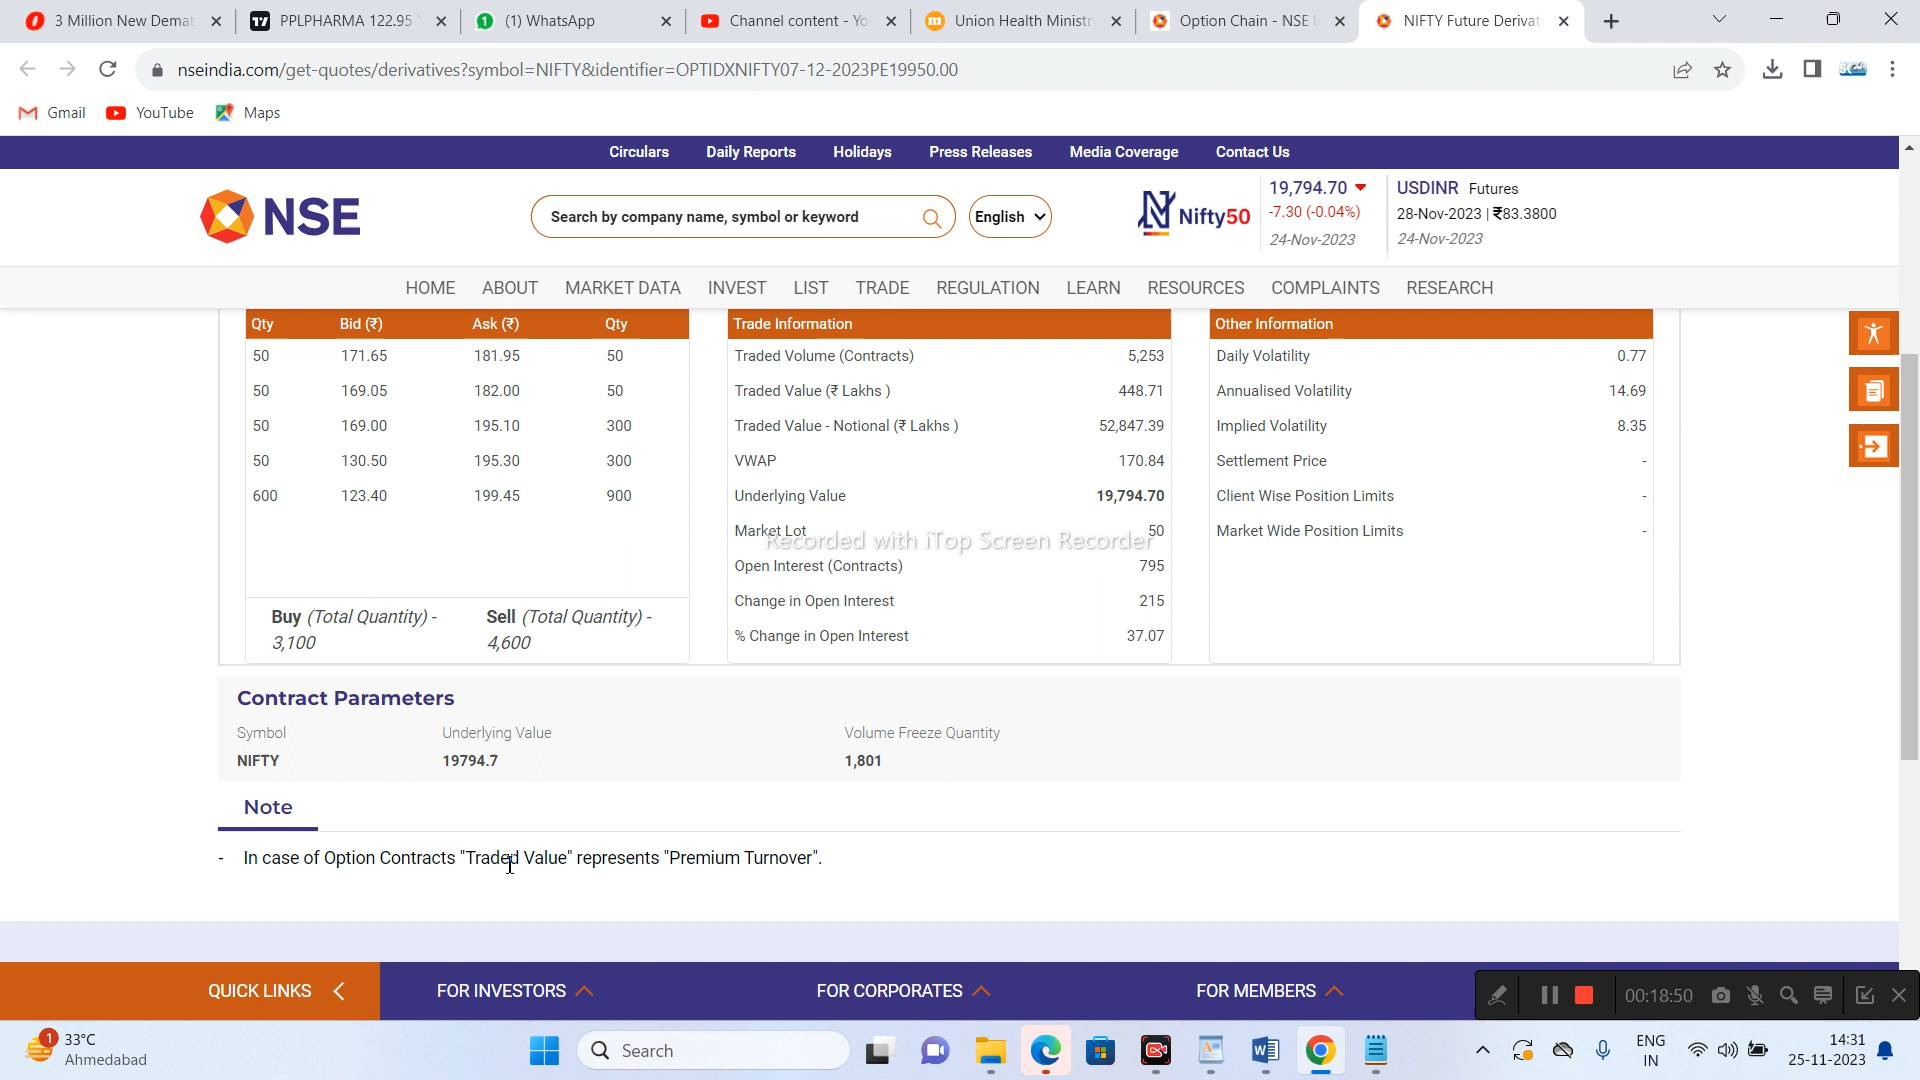 3 Million New Demat
PPLPHARMA 122.95
(1) WhatsApp
Channel content - Yo
Union Health Ministr
Option Chain - NSE I
NIFTY Future Derivat
nseindia.com/get-quotes/derivatives?symbol=NIFTY&identifier=OPTIDXNIFTY07-12-2023PE19950.00
Gmail YouTube Maps
Circulars Daily Reports Holidays Press Releases Media Coverage Contact Us
NSE
Search by company name, symbol or keyword
English
Nifty50
19,794.70
-7.30 (-0.04%)
24-Nov-2023
USDINR Futures
28-Nov-2023 | ₹83.3800
24-Nov-2023
HOME ABOUT MARKET DATA INVEST LIST TRADE REGULATION LEARN RESOURCES COMPLAINTS RESEARCH
Qty Bid (₹) Ask (₹) Qty
50 171.65 181.95 50
50 169.05 182.00 50
50 169.00 195.10 300
50 130.50 195.30 300
600 123.40 199.45 900
Buy (Total Quantity) -
3,100
Sell (Total Quantity) -
4,600
Trade Information
Traded Volume (Contracts) 5,253
Traded Value (₹ Lakhs ) 448.71
Traded Value - Notional (₹ Lakhs ) 52,847.39
VWAP 170.84
Underlying Value 19,794.70
Market Lot 50
Recorded with iTop Screen Recorder
Open Interest (Contracts) 795
Change in Open Interest 215
% Change in Open Interest 37.07
Other Information
Daily Volatility 0.77
Annualised Volatility 14.69
Implied Volatility 8.35
Settlement Price -
Client Wise Position Limits -
Market Wide Position Limits -
Contract Parameters
Symbol Underlying Value Volume Freeze Quantity
NIFTY 19794.7 1,801
Note
- In case of Option Contracts "Traded Value" represents "Premium Turnover".
QUICK LINKS FOR INVESTORS FOR CORPORATES FOR MEMBERS
00:18:50
1
33°C
Ahmedabad
Search
ENG
IN
14:31
25-11-2023